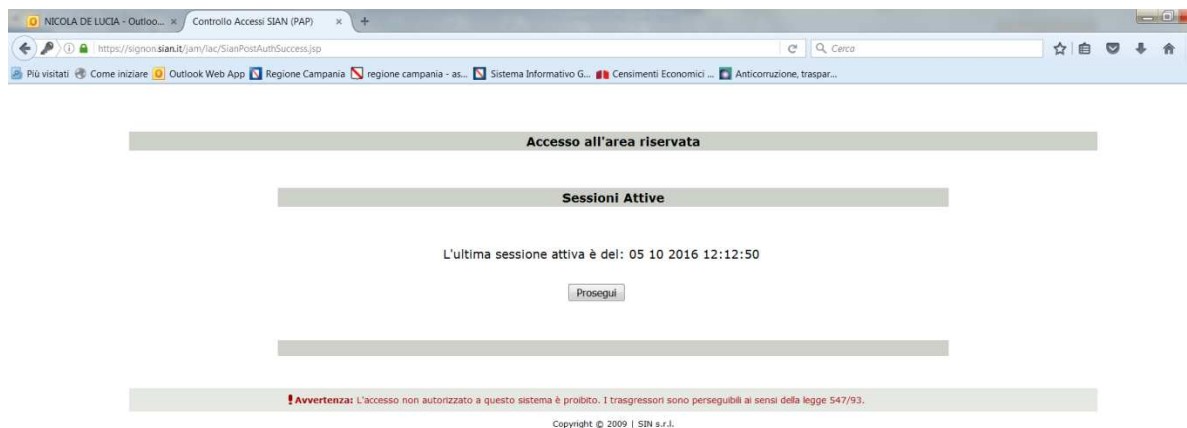 NICOLA DE LUCIA - Outloo... × Controllo Accessi SIAN (PAP) × +
https://signon.sian.it/jam/lac/SianPostAuthSuccess.jsp Cerca
Più visitati Come iniziare Outlook Web App Regione Campania regione campania - as... Sistema Informativo G... Censimenti Economici ... Anticorruzione, traspar...
Accesso all'area riservata
Sessioni Attive
L'ultima sessione attiva è del: 05 10 2016 12:12:50
Prosegui
Avvertenza: L'accesso non autorizzato a questo sistema è proibito. I trasgressori sono perseguibili ai sensi della legge 547/93.
Copyright © 2009 | SIN s.r.l.